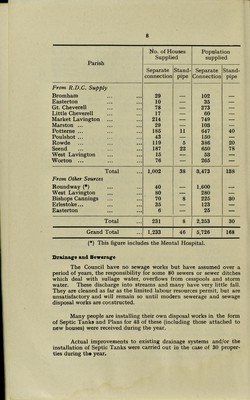 8
Parish
No. of Houses Supplied
Population supplied
Separate connection
Stand-pipe
Separate Connection
Stand-pipe
From R.D.C. Supply
Bromham ... ... 29 — 102 —
Easterton ... ... 10 — 35 —
Gt. Cheverell ... ... 78 — 273 —
Little Cheverell ... ... 17 — 60 —
Market Lavington ... ... 214 — 749 —
Marston ... ... 29 — 108 —
Potterne ... ... 185 11 647 40
Poulshot ... ... 43 — 150 —
Rowde ... ... 119 5 386 20
Seend ... ... 187 22 650 78
West Lavington ... ... 15 — 53 —
Worton ... ... 76 — 265 —
Total ... 1,002 38 3,473 138
From Other Sources
Roundway (*) ... 40 — 1,600 —
West Lavington ... 80 — 280 —
Bishops Cannings ... 70 8 225 30
Erlestoke... ... 35 — 123 —
Easterton ... 6 — 25 —
Total ... 231 8 2,253 30
Grand Total ... 1,233 46 5,726 168
(*) This figure includes the Mental Hospital.
Drainage and Sewerage
The Council have no sewage works but have assumed over a
period of years, the responsibility for some 80 sewers or sewer ditches
which deal with sullage water, overflows from cesspools and storm
water. These discharge into streams and many have very little fall.
They are cleaned as far as the limited labour resources permit, but are
unsatisfactory and will remain so until modern sewerage and sewage
disposal works are constructed.
Many people are installing their own disposal works in the form
of Septic Tanks and Plans for 43 of these (including those attached to
new houses) were received during the year.
Actual improvements to existing drainage systems and/or the
installation of Septic Tanks were carried out in the case of 30 proper-
ties during the year.